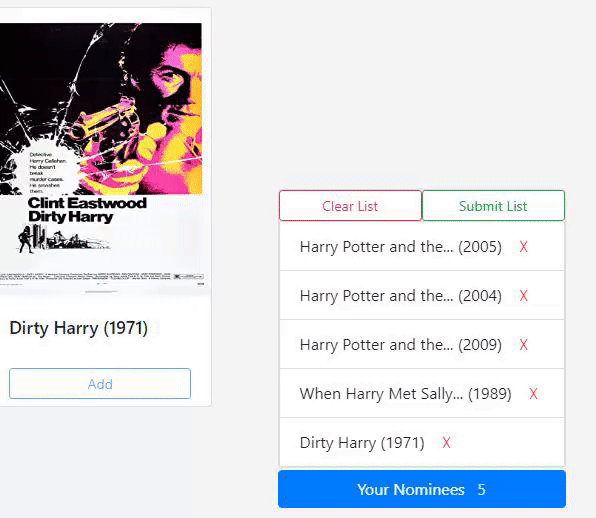 Detective
Harry Callahan.
He doesn't
break
murder cases.
He smashes
them.
Clint Eastwood
Dirty Harry
Dirty Harry (1971)
Add
Clear List
Submit List
Harry Potter and the... (2005) X
Harry Potter and the... (2004) X
Harry Potter and the... (2009) X
When Harry Met Sally... (1989) X
Dirty Harry (1971) X
Your Nominees 5